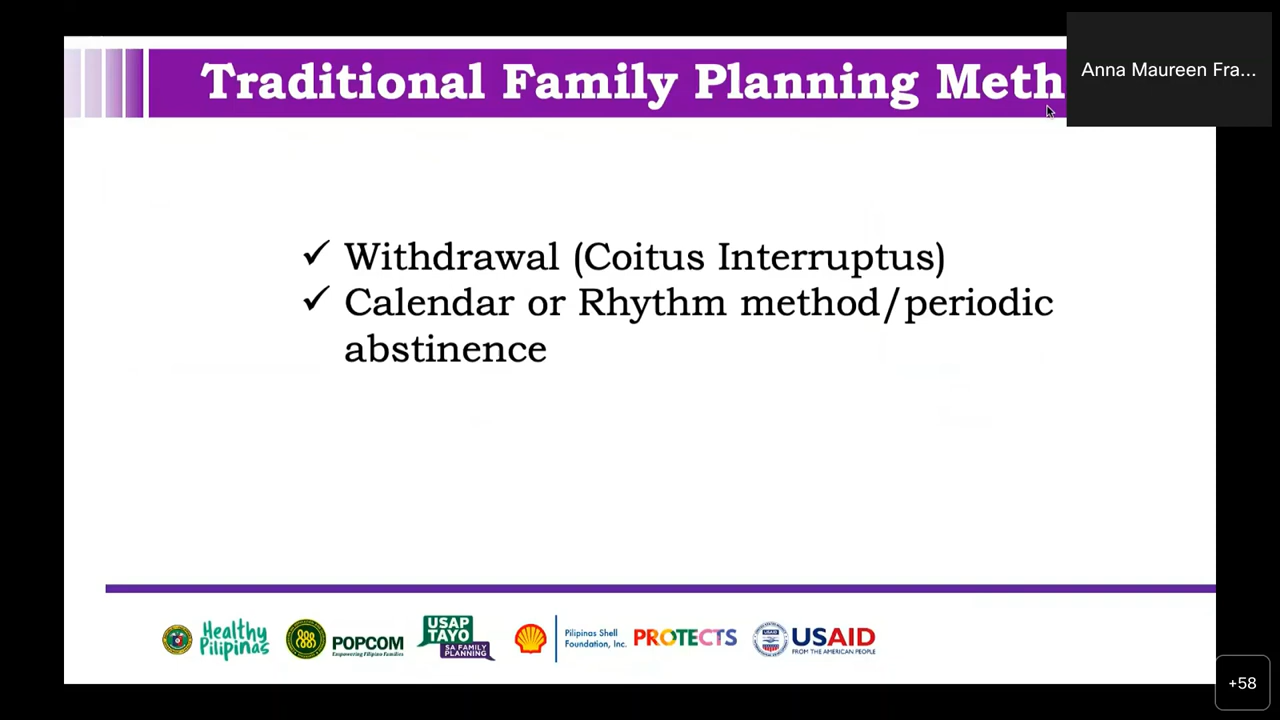 Traditional Family Planning Meth
Anna Maureen Fra...
✓ Withdrawal (Coitus Interruptus)
✓ Calendar or Rhythm method/periodic
abstinence
Healthy
Pilipinas
POPCOM
Empowering Filipino Families
USAP
TAYO
SA FAMILY
PLANNING
Pilipinas Shell
Foundation, Inc.
PROTECTS
USAID
USAID
FROM THE AMERICAN PEOPLE
+58